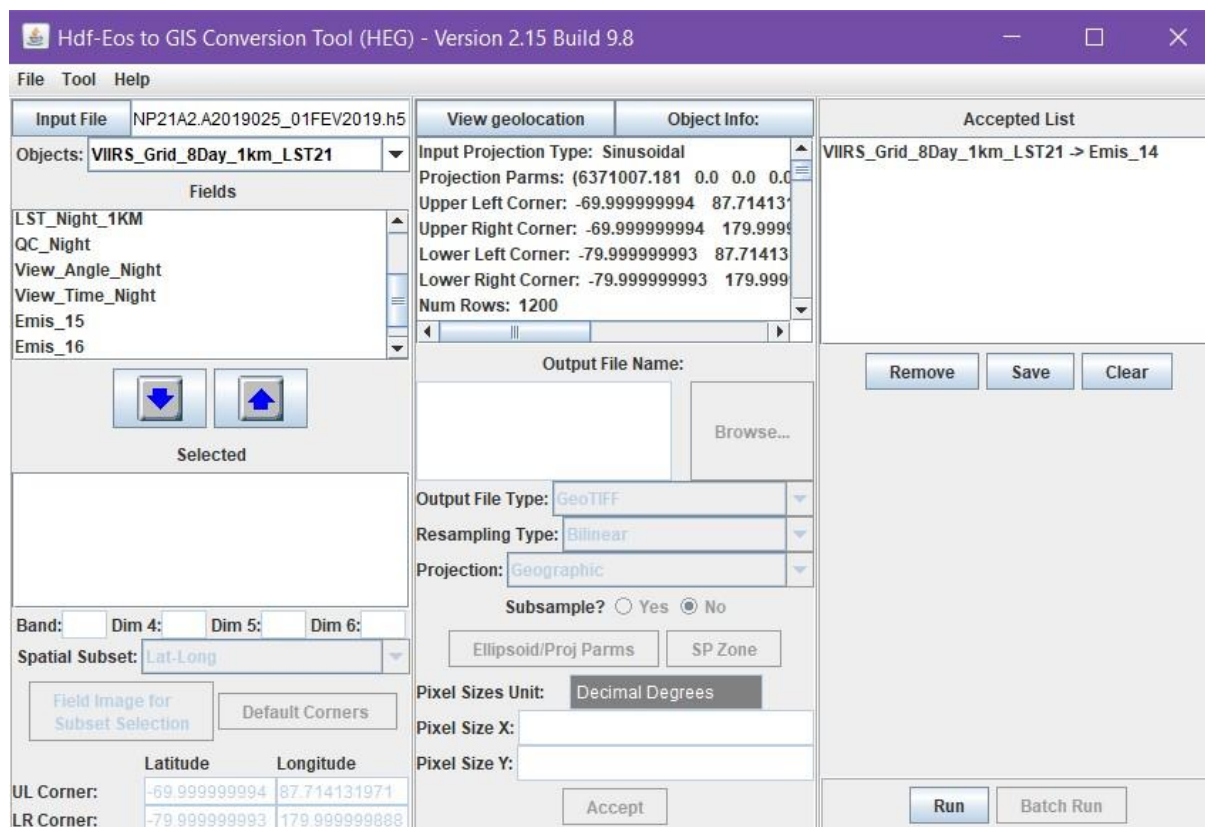 Hdf-Eos to GIS Conversion Tool (HEG) - Version 2.15 Build 9.8
File Tool Help
Input File NP21A2.A2019025_01FEV2019.h5
Objects: VIIRS_Grid_8Day_1km_LST21
Fields
LST_Night_1KM
QC_Night
View_Angle_Night
View_Time_Night
Emis_15
Emis_16
Selected
Band: Dim 4: Dim 5: Dim 6:
Spatial Subset: Lat-Long
Field Image for
Subset Selection
Default Corners
Latitude Longitude
UL Corner: -69.999999994 87.714131971
LR Corner: -79.999999993 179.999999888
View geolocation Object Info:
Input Projection Type: Sinusoidal
Projection Parms: (6371007.181 0.0 0.0 0.0
Upper Left Corner: -69.999999994 87.714131
Upper Right Corner: -69.999999994 179.9999
Lower Left Corner: -79.999999993 87.71413
Lower Right Corner: -79.999999993 179.999
Num Rows: 1200
Output File Name:
Browse...
Output File Type: GeoTIFF
Resampling Type: Bilinear
Projection: Geographic
Subsample? Yes No
Ellipsoid/Proj Parms SP Zone
Pixel Sizes Unit: Decimal Degrees
Pixel Size X:
Pixel Size Y:
Accept
Accepted List
VIIRS_Grid_8Day_1km_LST21 -> Emis_14
Remove Save Clear
Run Batch Run